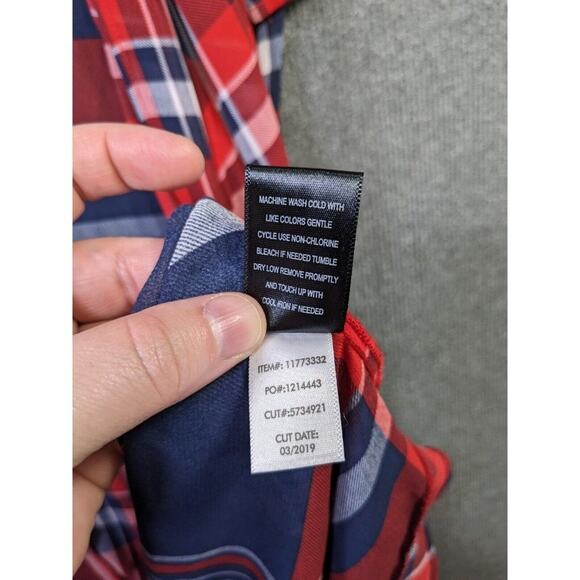 MACHINE WASH COLD WITH
LIKE COLORS GENTLE
CYCLE USE NON-CHLORINE
BLEACH IF NEEDED TUMBLE
DRY LOW REMOVE PROMPTLY
AND TOUCH UP WITH
COOL IRON IF NEEDED
ITEM#: 11773332
PO#:1214443
CUT#:5734921
CUT DATE:
03/2019